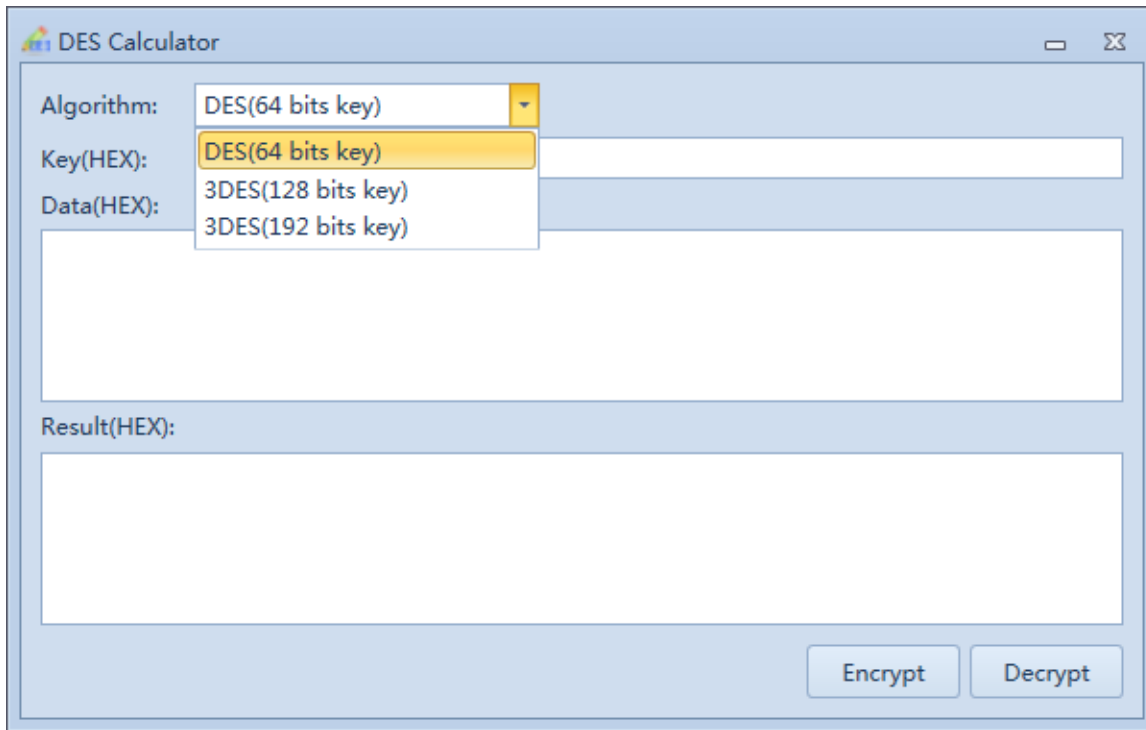 DES Calculator
Algorithm: DES(64 bits key)
DES(64 bits key)
Key(HEX):
3DES(128 bits key)
Data(HEX):
3DES(192 bits key)
Result(HEX):
Encrypt Decrypt